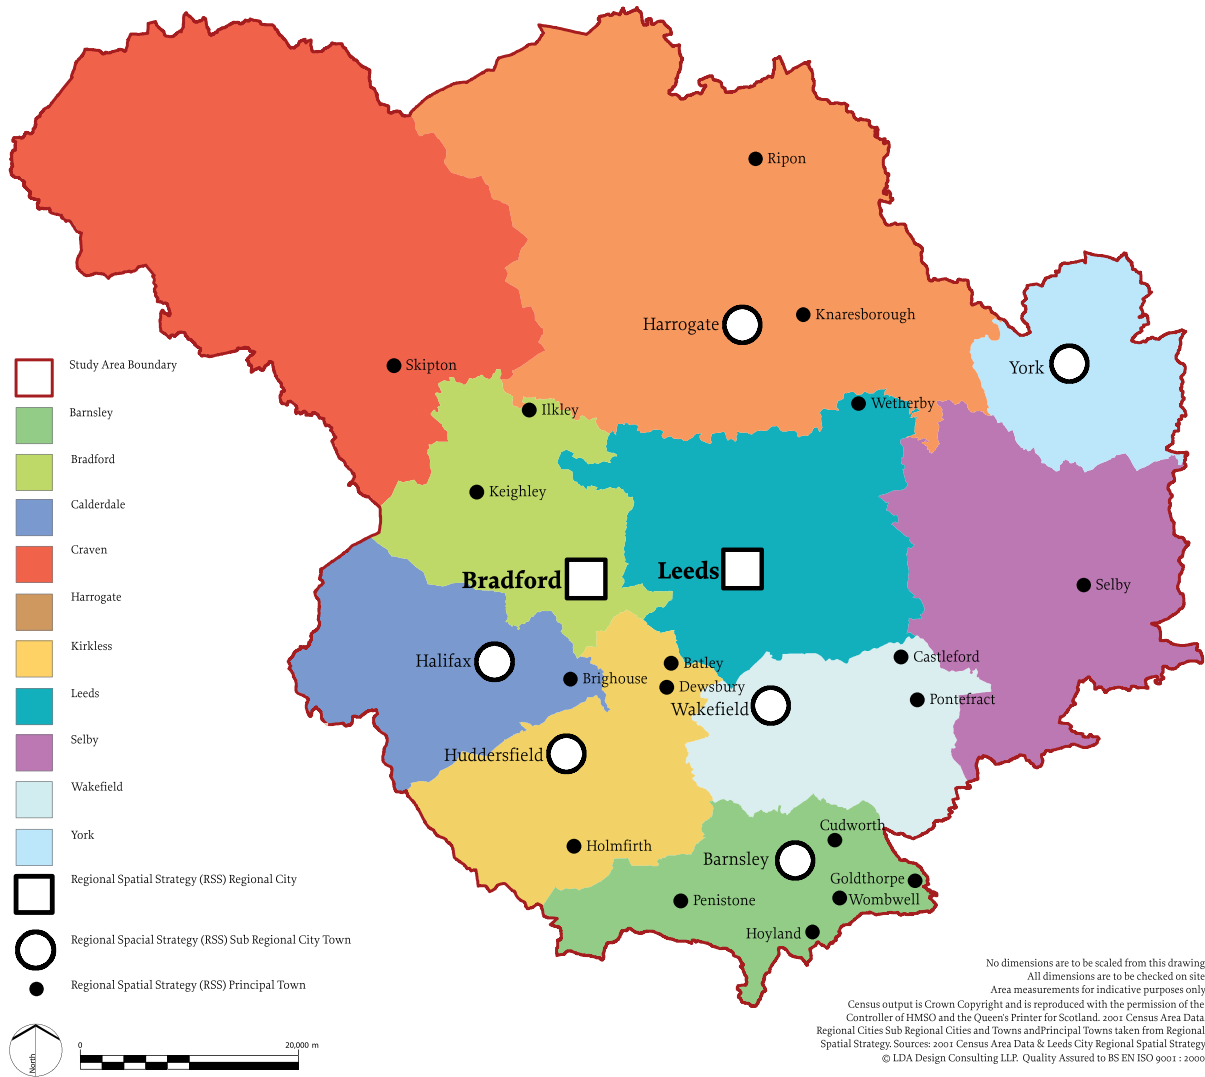 Ripon
Harrogate
Knaresborough
York
Skipton
Ilkley
Wetherby
Keighley
Bradford
Leeds
Selby
Halifax
Brighouse
Batley
Dewsbury
Wakefield
Castleford
Pontefract
Huddersfield
Holmfirth
Cudworth
Barnsley
Goldthorpe
Wombwell
Penistone
Hoyland
Study Area Boundary
Barnsley
Bradford
Calderdale
Craven
Harrogate
Kirkless
Leeds
Selby
Wakefield
York
Regional Spatial Strategy (RSS) Regional City
Regional Spacial Strategy (RSS) Sub Regional City Town
Regional Spatial Strategy (RSS) Principal Town
North
0 20,000 m
No dimensions are to be scaled from this drawing
All dimensions are to be checked on site
Area measurements for indicative purposes only
Census output is Crown Copyright and is reproduced with the permission of the
Controller of HMSO and the Queen's Printer for Scotland. 2001 Census Area Data
Regional Cities Sub Regional Cities and Towns andPrincipal Towns taken from Regional
Spatial Strategy. Sources: 2001 Census Area Data & Leeds City Regional Spatial Strategy
© LDA Design Consulting LLP. Quality Assured to BS EN ISO 9001 : 2000